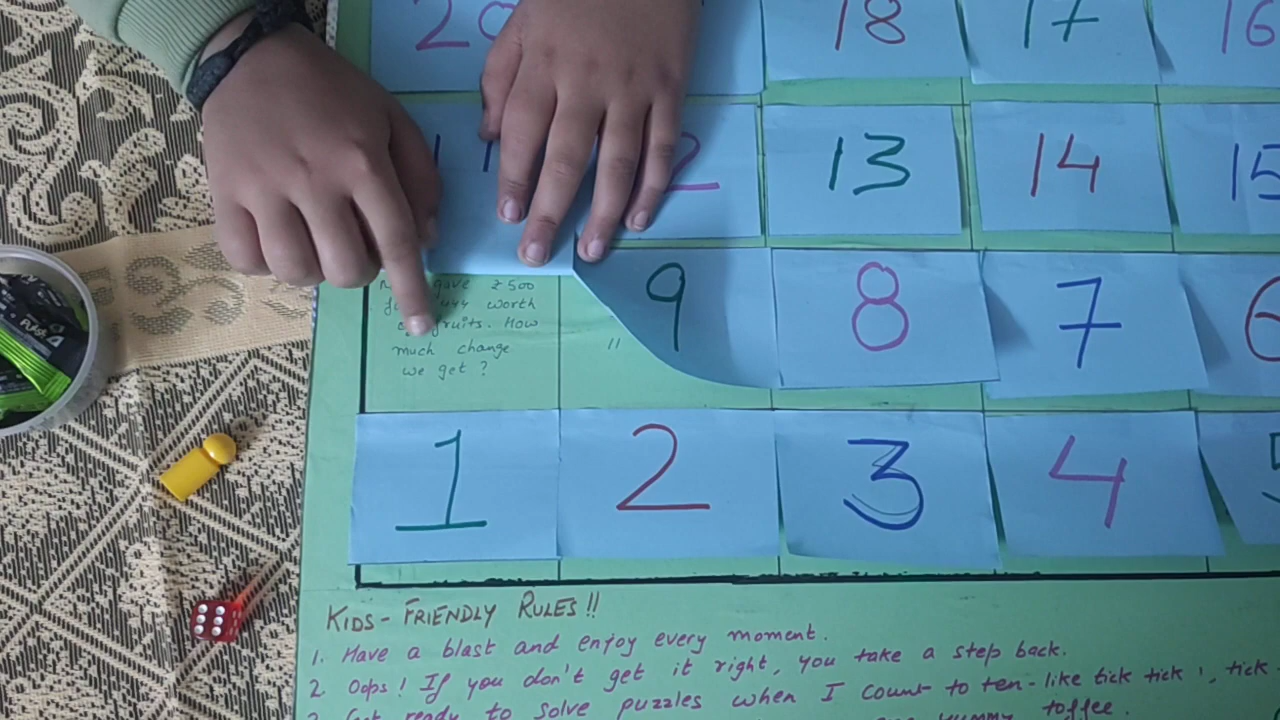 20 18 17 16
11 2 13 14 15
gave ₹500
worth
fruits. How
much change
we get ?
"
9 8 7 6
1 2 3 4 5
KIDS - FRIENDLY RULES !!
1. Have a blast and enjoy every moment.
2. Oops ! If you don't get it right, you take a step back.
ready to solve puzzles when I count to ten - like tick tick !, tick
yummy toffee.